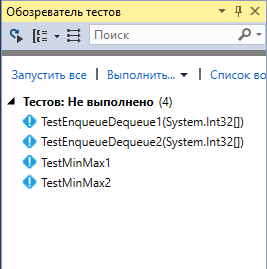 Обозреватель тестов
Поиск
Запустить все | Выполнить... | Список во
Тестов: Не выполнено (4)
TestEnqueueDequeue1(System.Int32[])
TestEnqueueDequeue2(System.Int32[])
TestMinMax1
TestMinMax2